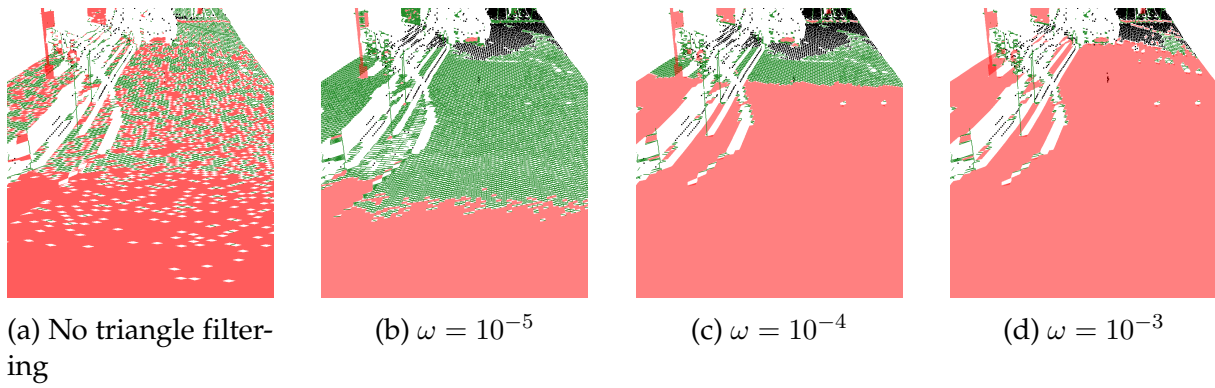 (a) No triangle filter-
ing
(b) ω = 10⁻⁵
(c) ω = 10⁻⁴
(d) ω = 10⁻³